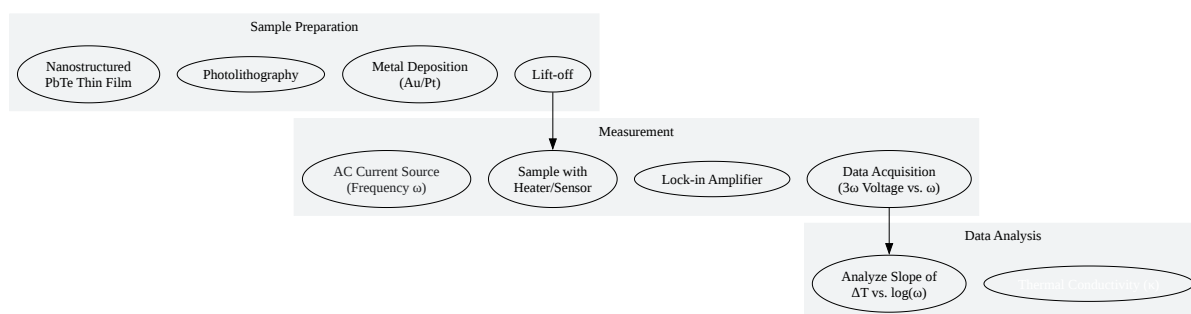 Sample Preparation
Nanostructured
PbTe Thin Film
Photolithography
Metal Deposition
(Au/Pt)
Lift-off
Measurement
AC Current Source
(Frequency ω)
Sample with
Heater/Sensor
Lock-in Amplifier
Data Acquisition
(3ω Voltage vs. ω)
Data Analysis
Analyze Slope of
ΔT vs. log(ω)
Thermal Conductivity (κ)